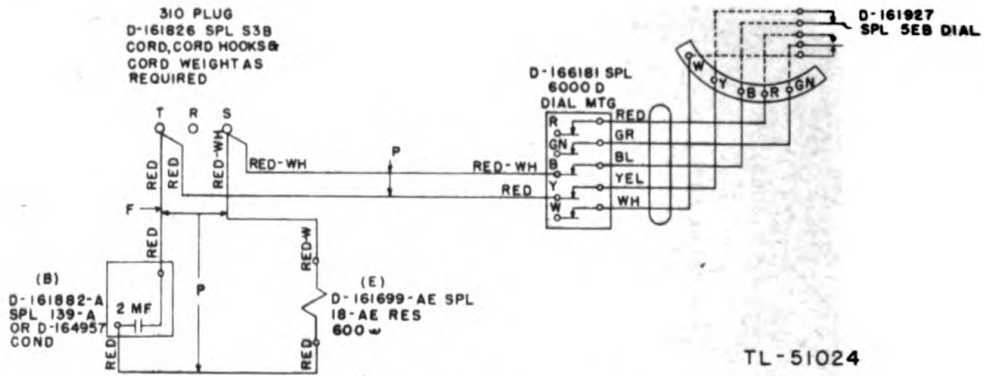 310 PLUG
D-161826 SPL S3B
CORD, CORD HOOKS &
CORD WEIGHT AS
REQUIRED
T R S
RED
RED
RED-WH
F
RED
RED-WH
P
RED-WH
RED
P
RED-W
(B)
D-161882-A
SPL 139-A
OR D-164957
COND
2 MF
RED
RED
(E)
D-161699-AE SPL
18-AE RES
600 ω
D-166181 SPL
6000 D
DIAL MTG
R
GN
B
Y
W
RED
GR
BL
YEL
WH
W Y B R GN
D-161927
SPL 5EB DIAL
TL-51024